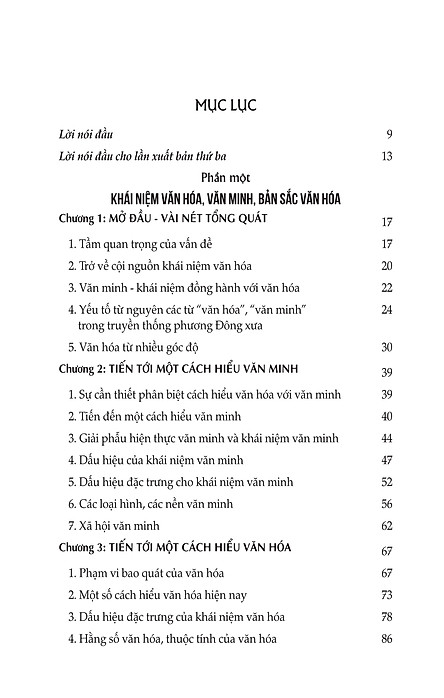 MỤC LỤC
Lời nói đầu 9
Lời nói đầu cho lần xuất bản thứ ba 13
Phần một
KHÁI NIỆM VĂN HÓA, VĂN MINH, BẢN SẮC VĂN HÓA
Chương 1: MỞ ĐẦU - VÀI NÉT TỔNG QUÁT 17
1. Tầm quan trọng của vấn đề 17
2. Trở về cội nguồn khái niệm văn hóa 20
3. Văn minh - khái niệm đồng hành với văn hóa 22
4. Yếu tố từ nguyên các từ “văn hóa”, “văn minh” 24
trong truyền thống phương Đông xưa
5. Văn hóa từ nhiều góc độ 30
Chương 2: TIẾN TỚI MỘT CÁCH HIỂU VĂN MINH 39
1. Sự cần thiết phân biệt cách hiểu văn hóa với văn minh 39
2. Tiến đến một cách hiểu văn minh 40
3. Giải phẫu hiện thực văn minh và khái niệm văn minh 44
4. Dấu hiệu của khái niệm văn minh 47
5. Dấu hiệu đặc trưng cho khái niệm văn minh 52
6. Các loại hình, các nền văn minh 56
7. Xã hội văn minh 62
Chương 3: TIẾN TỚI MỘT CÁCH HIỂU VĂN HÓA 67
1. Phạm vi bao quát của văn hóa 67
2. Một số cách hiểu văn hóa hiện nay 73
3. Dấu hiệu đặc trưng của khái niệm văn hóa 78
4. Hằng số văn hóa, thuộc tính của văn hóa 86